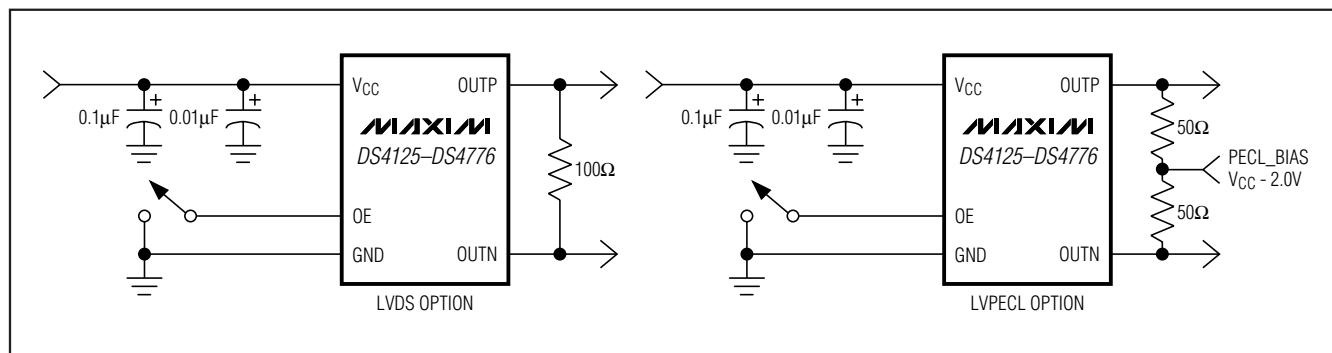 VCC OUTP
0.1µF + 0.01µF +
MAXIM
DS4125–DS4776
100Ω
OE
GND OUTN
LVDS OPTION
VCC OUTP
0.1µF + 0.01µF +
MAXIM
DS4125–DS4776
50Ω
PECL_BIAS
VCC - 2.0V
50Ω
OE
GND OUTN
LVPECL OPTION